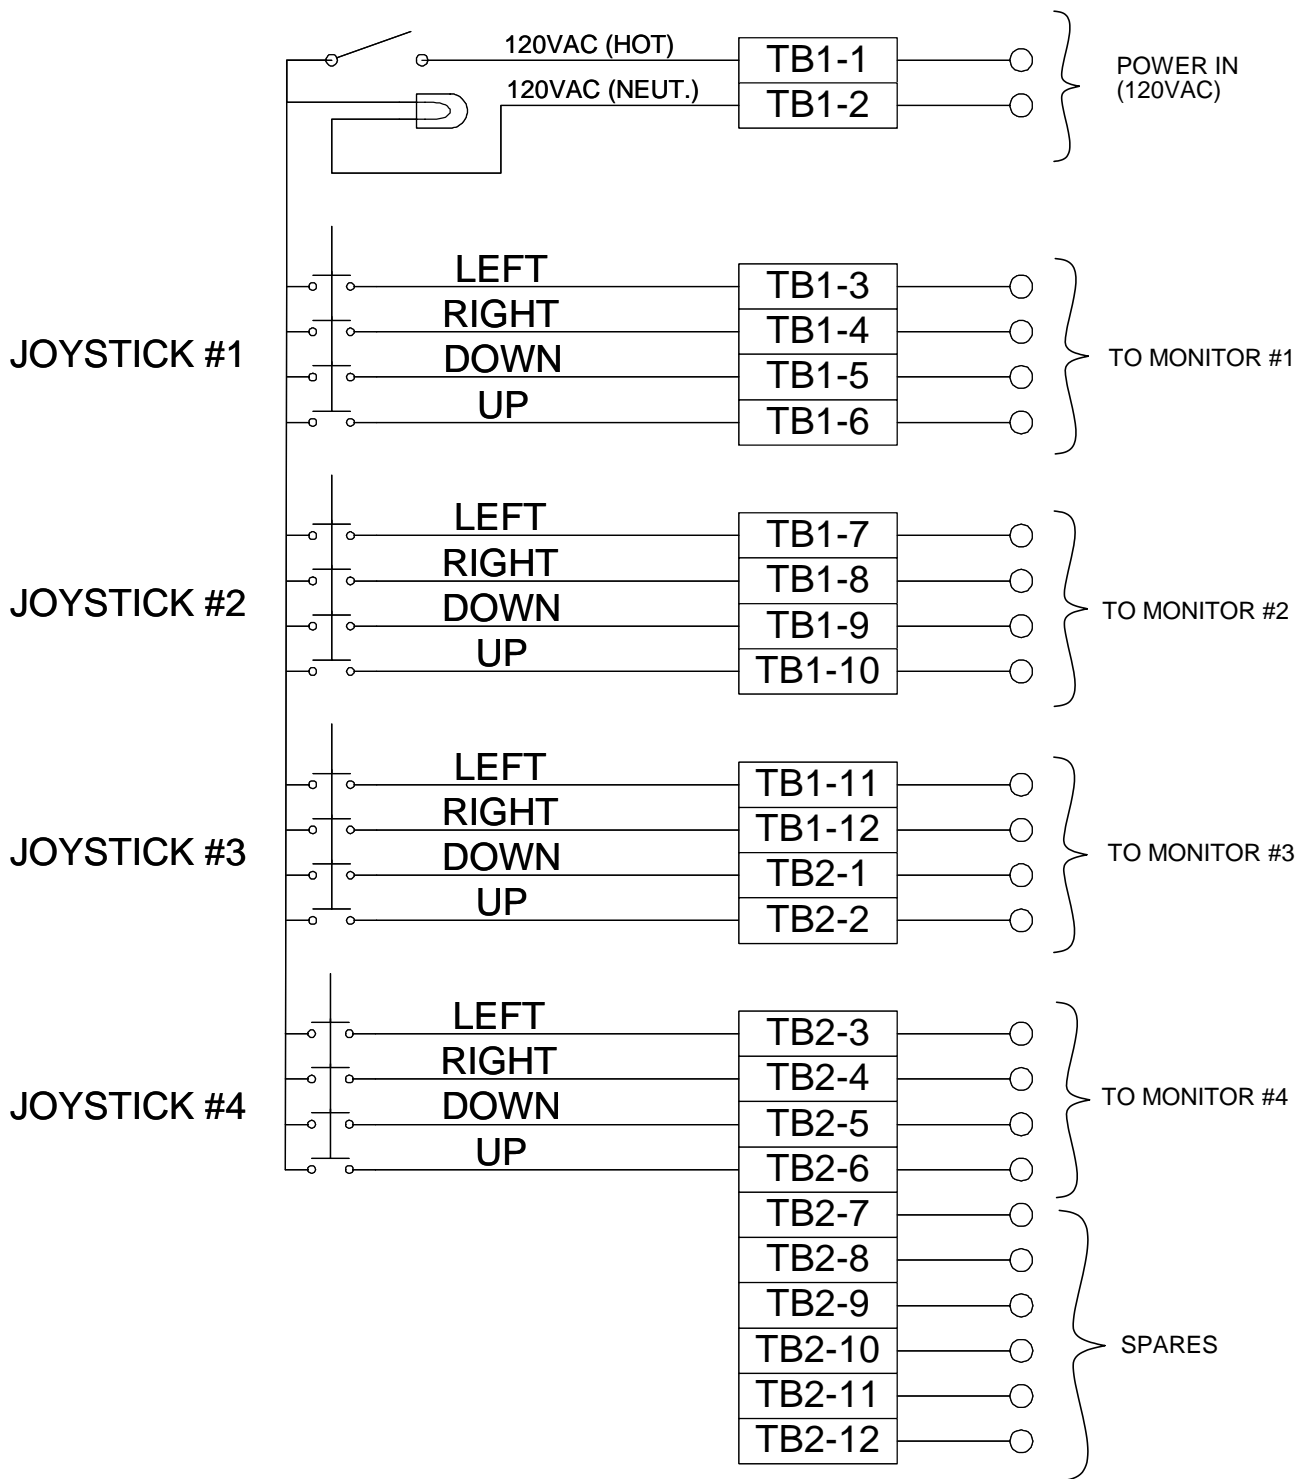 120VAC (HOT)
TB1-1
120VAC (NEUT.)
TB1-2
POWER IN
(120VAC)
JOYSTICK #1
LEFT
TB1-3
RIGHT
TB1-4
DOWN
TB1-5
UP
TB1-6
TO MONITOR #1
JOYSTICK #2
LEFT
TB1-7
RIGHT
TB1-8
DOWN
TB1-9
UP
TB1-10
TO MONITOR #2
JOYSTICK #3
LEFT
TB1-11
RIGHT
TB1-12
DOWN
TB2-1
UP
TB2-2
TO MONITOR #3
JOYSTICK #4
LEFT
TB2-3
RIGHT
TB2-4
DOWN
TB2-5
UP
TB2-6
TO MONITOR #4
TB2-7
TB2-8
TB2-9
TB2-10
TB2-11
TB2-12
SPARES